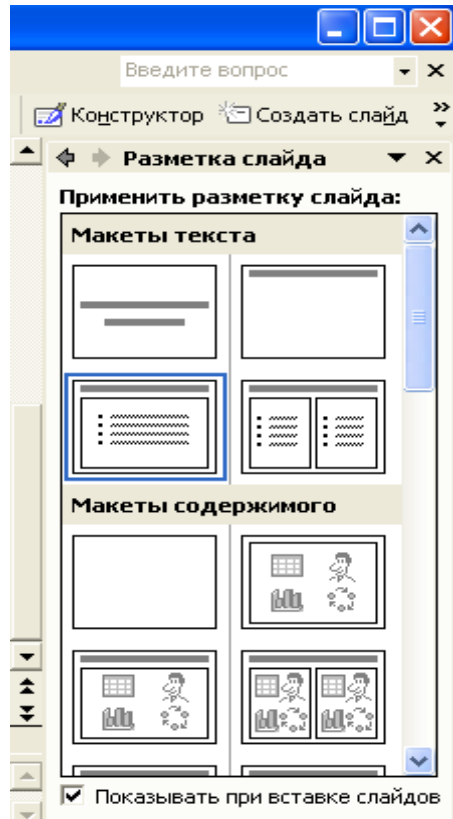 Введите вопрос
Конструктор Создать слайд
Разметка слайда
Применить разметку слайда:
Макеты текста
Макеты содержимого
Показывать при вставке слайдов